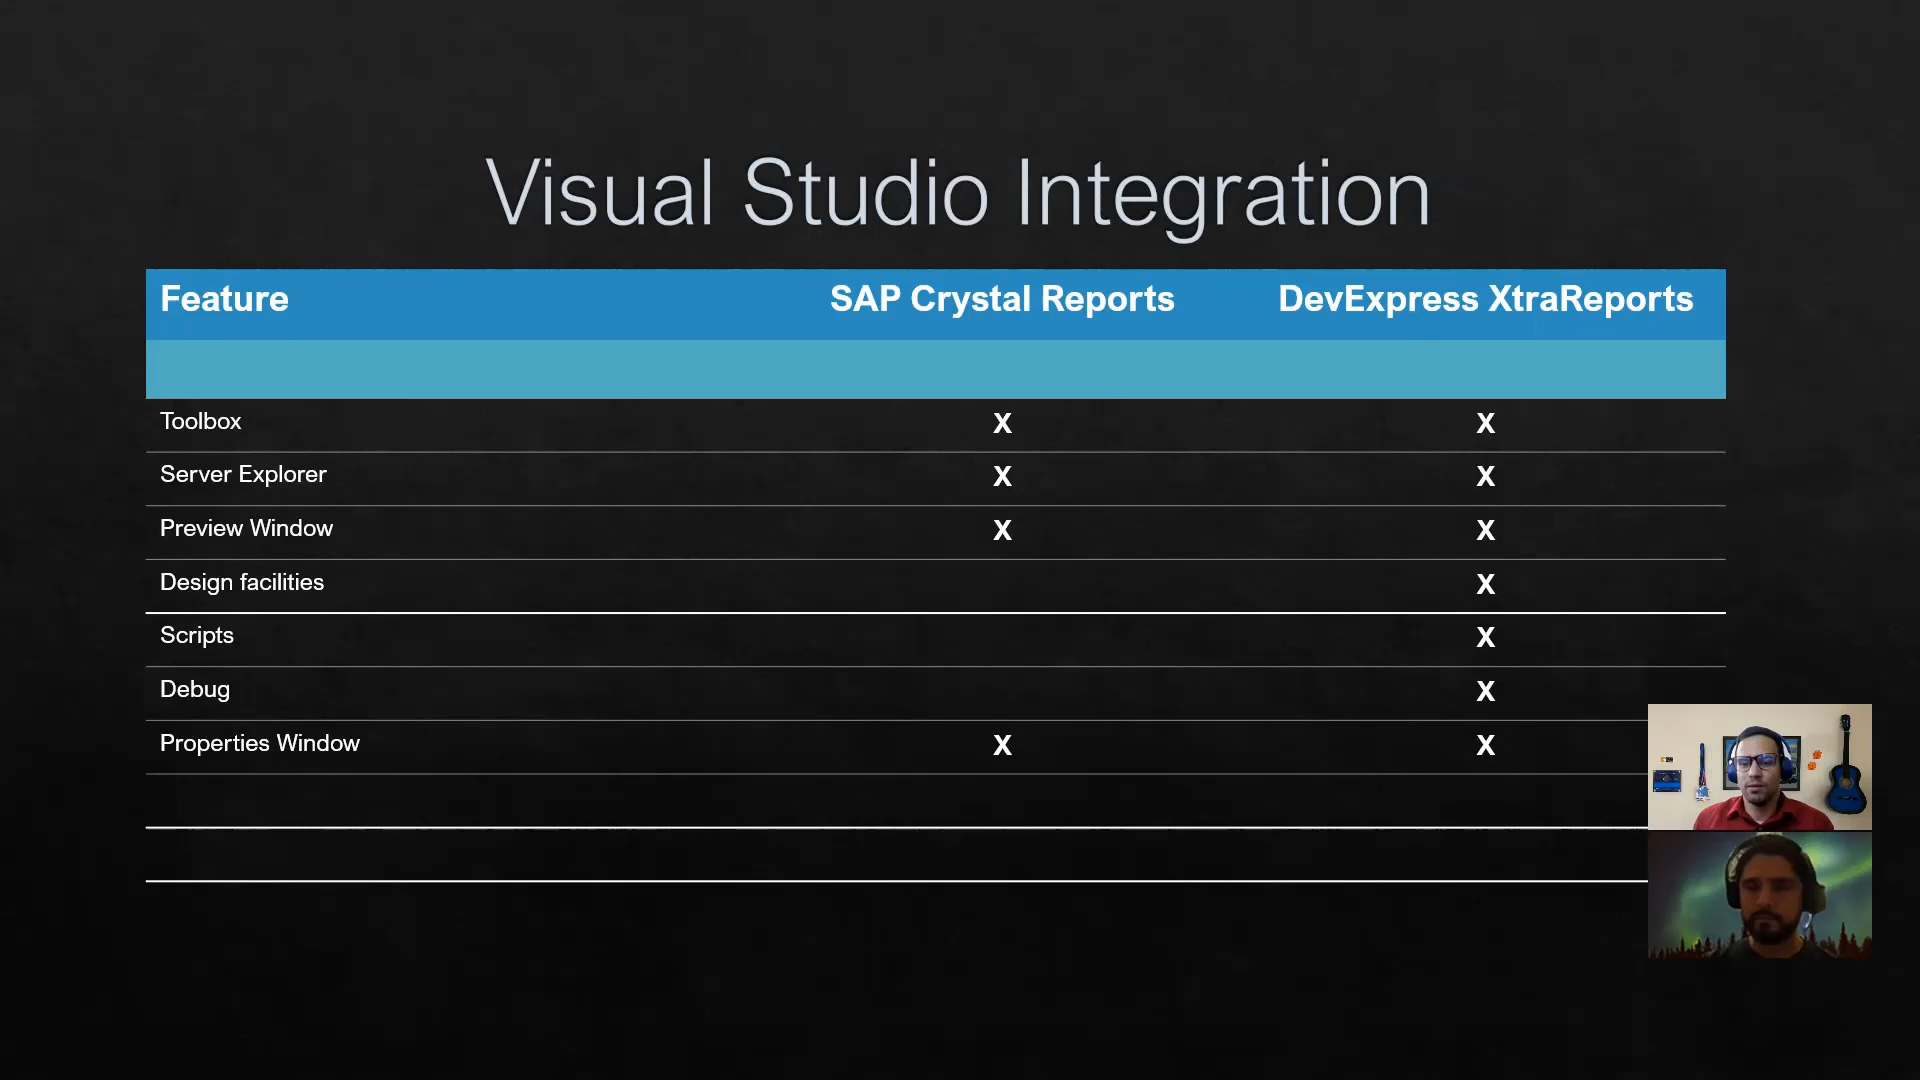 Visual Studio Integration
Feature SAP Crystal Reports DevExpress XtraReports
Toolbox X X
Server Explorer X X
Preview Window X X
Design facilities X
Scripts X
Debug X
Properties Window X X